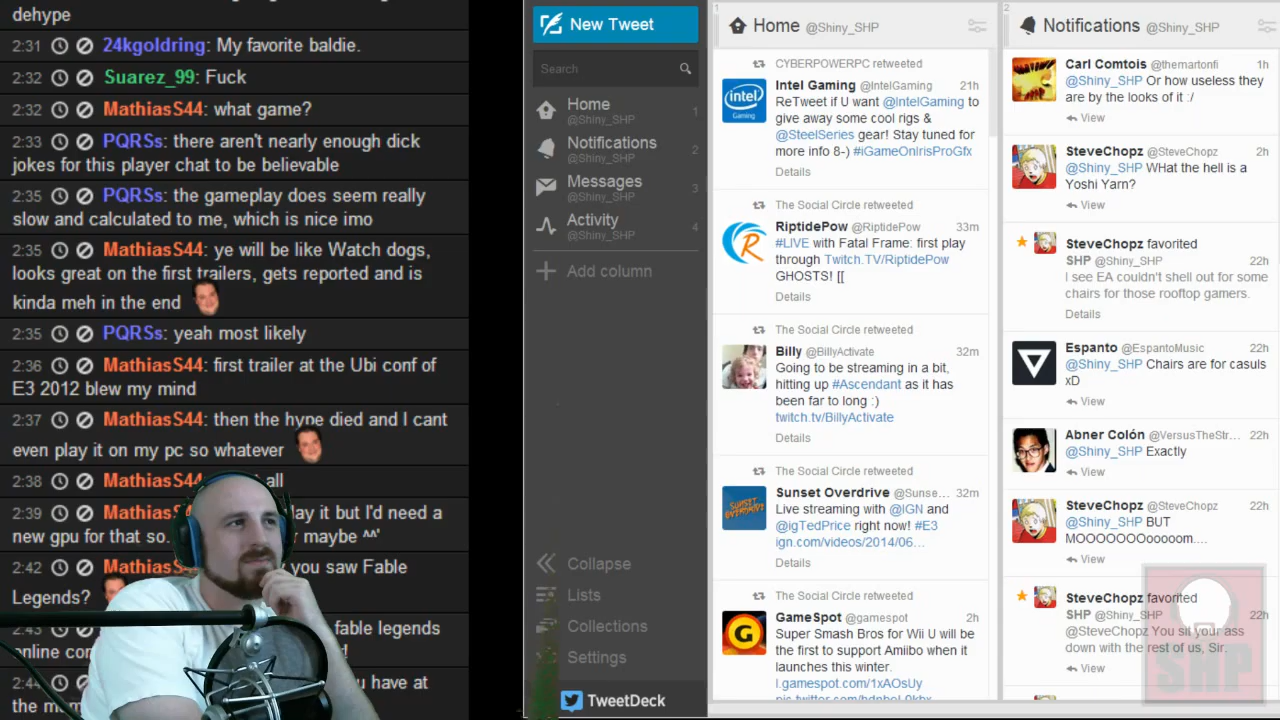 dehype
2:31 24kgoldring: My favorite baldie.
2:32 Suarez_99: Fuck
2:32 MathiasS44: what game?
2:33 PQRSs: there aren't nearly enough dick
jokes for this player chat to be believable
2:35 PQRSs: the gameplay does seem really
slow and calculated to me, which is nice imo
2:35 MathiasS44: ye will be like Watch dogs,
looks great on the first trailers, gets reported and is
kinda meh in the end
2:35 PQRSs: yeah most likely
2:36 MathiasS44: first trailer at the Ubi conf of
E3 2012 blew my mind
2:37 MathiasS44: then the hype died and I cant
even play it on my pc so whatever
2:38 MathiasS44 all
MathiasS lay it but I'd need a
new gpu for that so. maybe ^^'
2:42 Mathias you saw Fable
Legends?
2:43 fable legends
online
2:44 u have at
the
New Tweet
Search
Home 1
@Shiny_SHP
Notifications 2
@Shiny_SHP
Messages 3
@Shiny_SHP
Activity 4
@Shiny_SHP
Add column
Collapse
Lists
Collections
Settings
TweetDeck
1
Home @Shiny_SHP
CYBERPOWERPC retweeted
Intel Gaming @IntelGaming 21h
ReTweet if U want @IntelGaming to
give away some cool rigs &
@SteelSeries gear! Stay tuned for
more info 8-) #iGameOnIrisProGfx
Details
The Social Circle retweeted
RiptidePow @RiptidePow 33m
#LIVE with Fatal Frame: first play
through Twitch.TV/RiptidePow
GHOSTS! [[
Details
The Social Circle retweeted
Billy @BillyActivate 32m
Going to be streaming in a bit,
hitting up #Ascendant as it has
been far to long :)
twitch.tv/BillyActivate
Details
The Social Circle retweeted
Sunset Overdrive @Sunse... 32m
Live streaming with @IGN and
@igTedPrice right now! #E3
ign.com/videos/2014/06…
Details
The Social Circle retweeted
GameSpot @gamespot 2h
Super Smash Bros for Wii U will be
the first to support Amiibo when it
launches this winter.
l.gamespot.com/1xAOsUy
2
Notifications @Shiny_SHP
Carl Comtois @themartonfi 1h
@Shiny_SHP Or how useless they
are by the looks of it :/
View
SteveChopz @SteveChopz 2h
@Shiny_SHP WHat the hell is a
Yoshi Yarn?
View
SteveChopz favorited
SHP @Shiny_SHP 22h
I see EA couldn't shell out for some
chairs for those rooftop gamers.
Details
Espanto @EspantoMusic 22h
@Shiny_SHP Chairs are for casuls
xD
View
Abner Colón @VersusTheStr... 22h
@Shiny_SHP Exactly
View
SteveChopz @SteveChopz 22h
@Shiny_SHP BUT
MOOOOOOOooooom....
View
SteveChopz favorited
SHP @Shiny_SHP 22h
@SteveChopz You sit your ass
down with the rest of us, Sir.
View
SHP